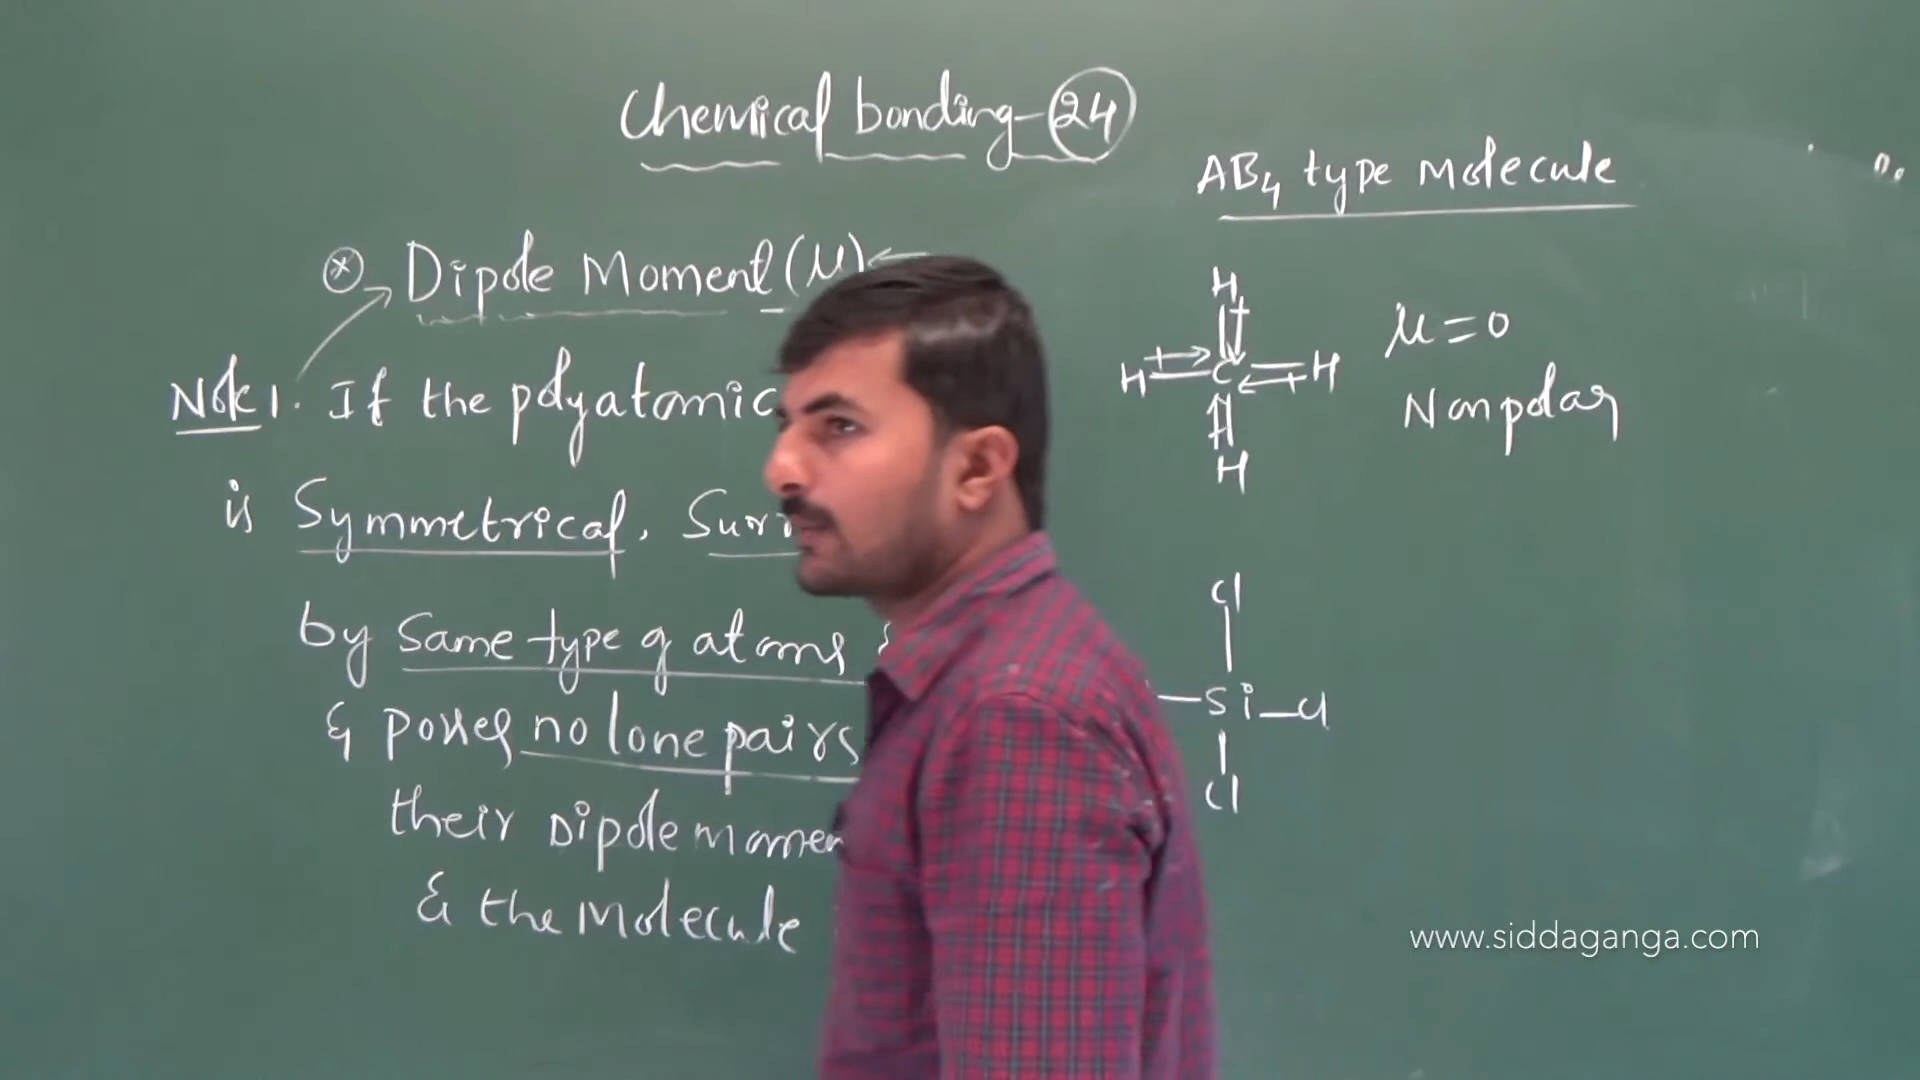 Chemical bonding-24
Dipole Moment (μ)
Note 1. If the polyatomic
is Symmetrical, Surr
by same type of atoms &
& posses no lone pairs
their Dipole momen
& the Molecule
AB4 type Molecule
H
H C H
H
μ=0
Nonpolar
Cl
Si Cl
Cl
www.siddaganga.com